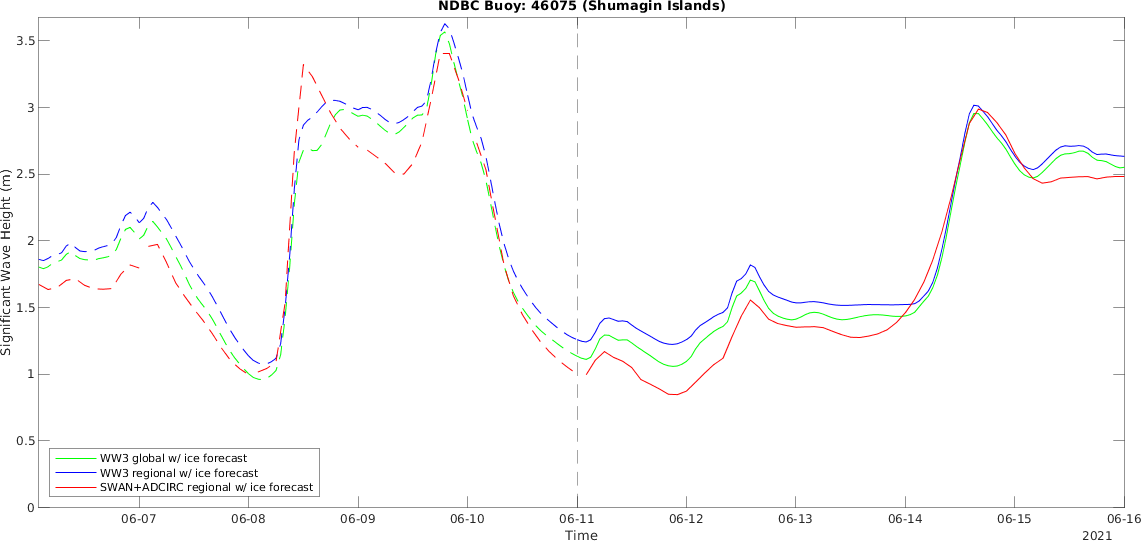 NDBC Buoy: 46075 (Shumagin Islands)
Significant Wave Height (m)
3.5
3
2.5
2
1.5
1
0.5
0
WW3 global w/ ice forecast
WW3 regional w/ ice forecast
SWAN+ADCIRC regional w/ ice forecast
06-07 06-08 06-09 06-10 06-11 06-12 06-13 06-14 06-15 06-16
Time
2021